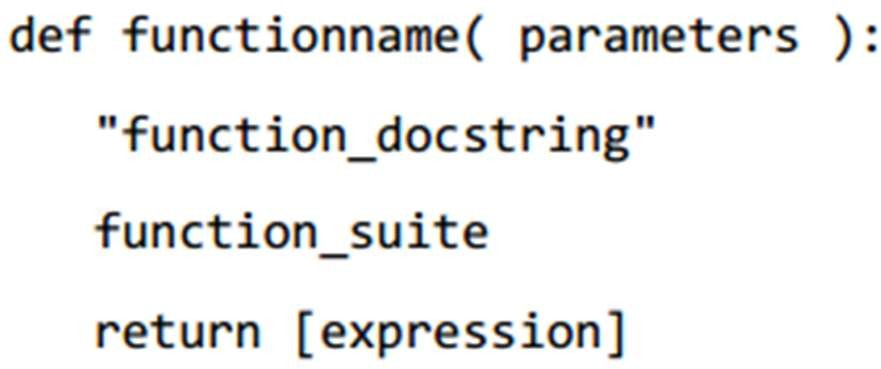 def functionname( parameters ):
"function_docstring"
function_suite
return [expression]